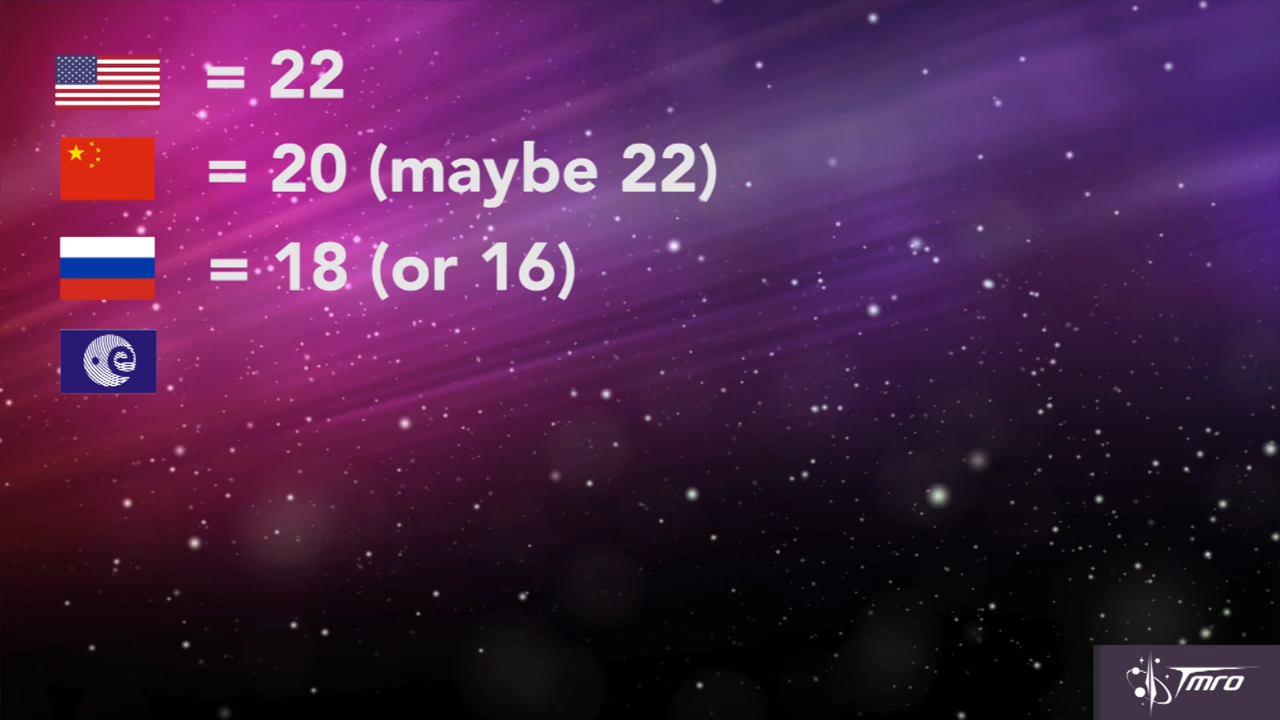 = 22
= 20 (maybe 22)
= 18 (or 16)
e
Tmro